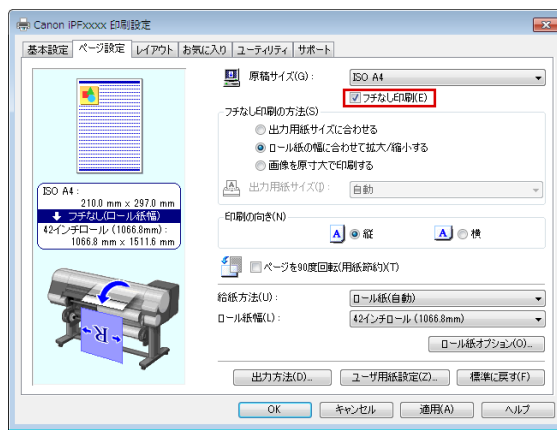 Canon iPFxxxx 印刷設定
基本設定 ページ設定 レイアウト お気に入り ユーティリティ サポート
原稿サイズ(G): ISO A4
フチなし印刷(E)
フチなし印刷の方法(S)
出力用紙サイズに合わせる
ロール紙の幅に合わせて拡大/縮小する
画像を原寸大で印刷する
出力用紙サイズ(I): 自動
ISO A4 :
210.0 mm x 297.0 mm
フチなし(ロール紙幅)
42インチロール (1066.8mm) :
1066.8 mm x 1511.6 mm
印刷の向き(N)
A 縦 A 横
ページを90度回転(用紙節約)(T)
給紙方法(U): ロール紙(自動)
ロール紙幅(L): 42インチロール (1066.8mm)
R
ロール紙オプション(O)...
出力方法(D)... ユーザ用紙設定(Z)... 標準に戻す(F)
OK キャンセル 適用(A) ヘルプ